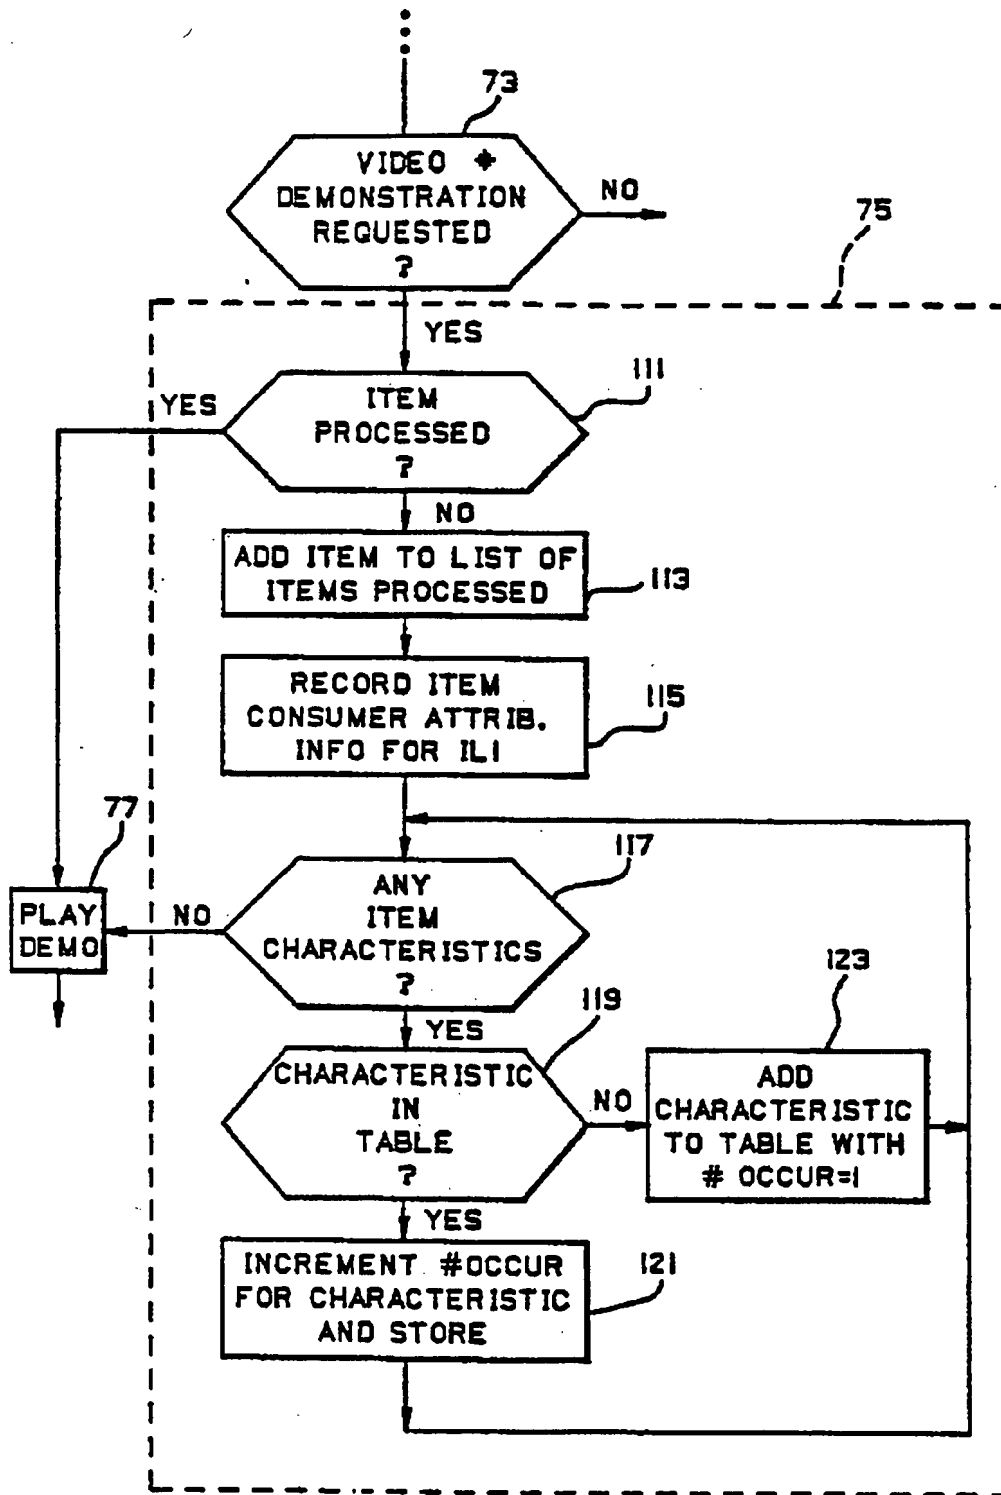 73
VIDEO *
DEMONSTRATION
REQUESTED
?
NO
75
YES
111
ITEM
PROCESSED
?
YES
NO
ADD ITEM TO LIST OF
ITEMS PROCESSED
113
RECORD ITEM
CONSUMER ATTRIB.
INFO FOR IL1
115
77
PLAY
DEMO
117
ANY
ITEM
CHARACTERISTICS
?
NO
YES
119
CHARACTERISTIC
IN
TABLE
?
NO
123
ADD
CHARACTERISTIC
TO TABLE WITH
# OCCUR=1
YES
INCREMENT #OCCUR
FOR CHARACTERISTIC
AND STORE
121